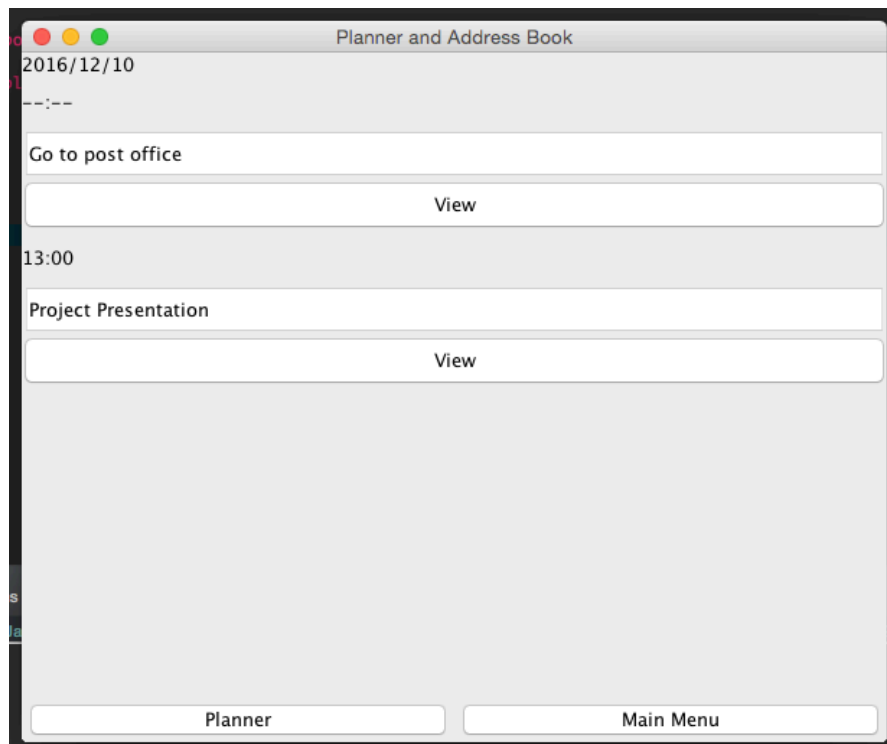 Planner and Address Book
2016/12/10
--:--
Go to post office
View
13:00
Project Presentation
View
Planner Main Menu